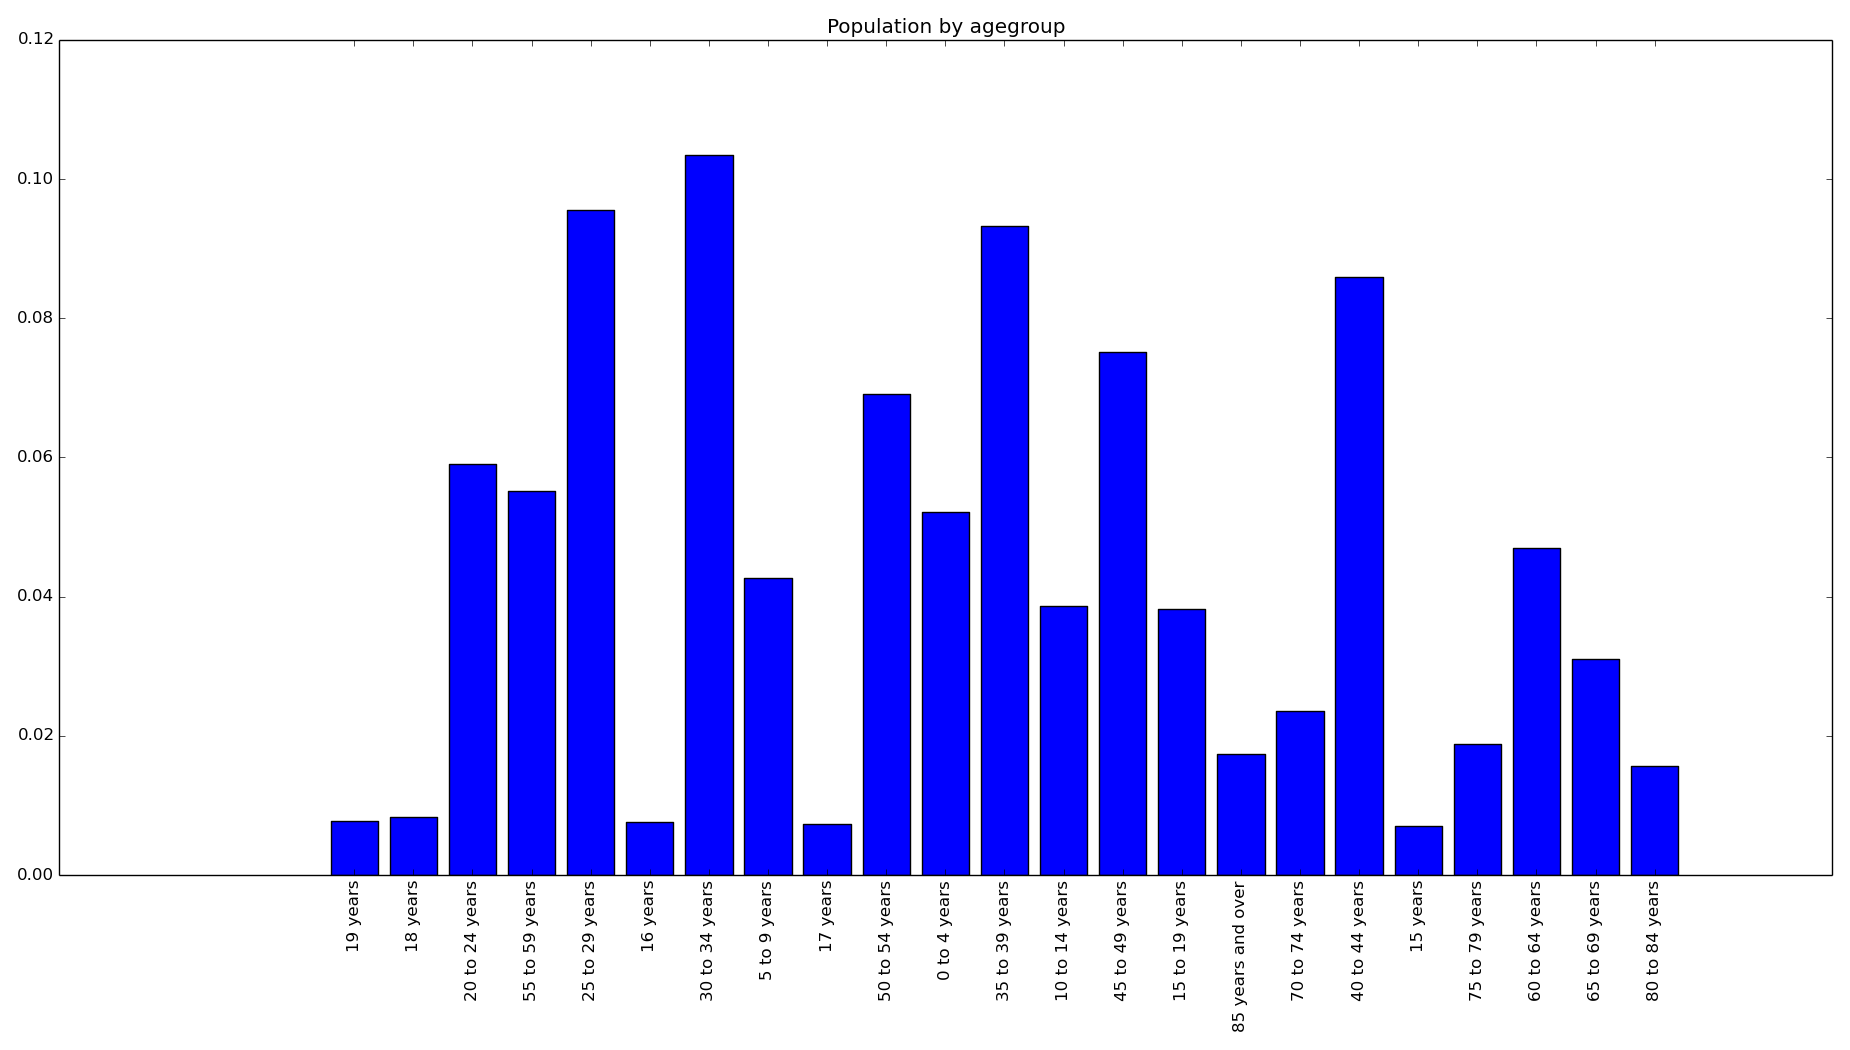 Population by agegroup
0.12
0.10
0.08
0.06
0.04
0.02
0.00
19 years
18 years
20 to 24 years
55 to 59 years
25 to 29 years
16 years
30 to 34 years
5 to 9 years
17 years
50 to 54 years
0 to 4 years
35 to 39 years
10 to 14 years
45 to 49 years
15 to 19 years
85 years and over
70 to 74 years
40 to 44 years
15 years
75 to 79 years
60 to 64 years
65 to 69 years
80 to 84 years